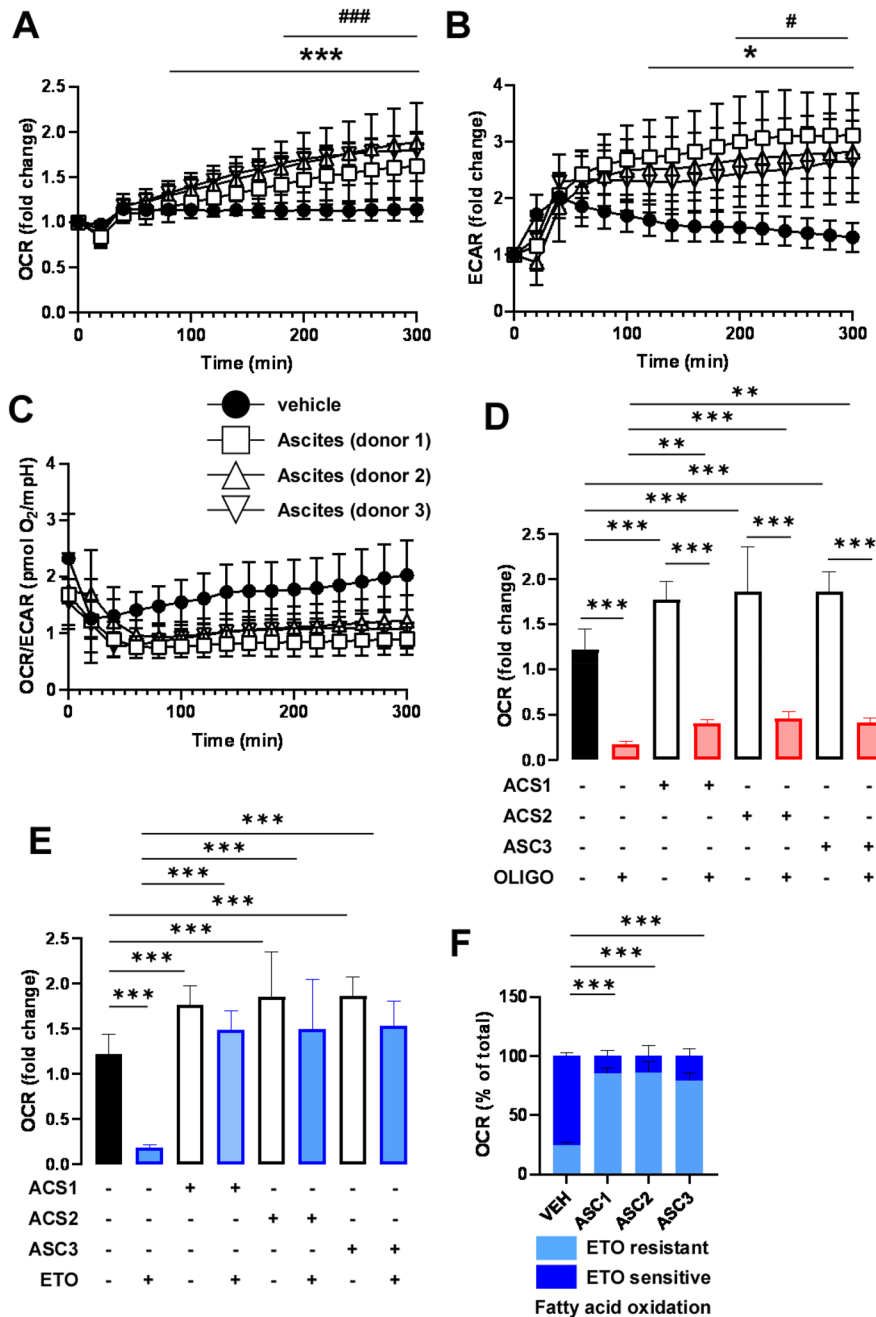 A
###
***
OCR (fold change)
2.5
2.0
1.5
1.0
0.5
0.0
0
100
200
300
Time (min)
B
#
*
ECAR (fold change)
4
3
2
1
0
100
200
300
Time (min)
C
vehicle
Ascites (donor 1)
Ascites (donor 2)
Ascites (donor 3)
OCR/ECAR (pmol O₂/mpH)
4
3
2
1
0
0
100
200
300
Time (min)
D
**
***
**
***
***
***
***
***
***
***
OCR (fold change)
2.5
2.0
1.5
1.0
0.5
0.0
ACS1 - - + + - - - -
ACS2 - - - - + + - -
ASC3 - - - - - - + +
OLIGO - + - + - + - +
E
***
***
***
***
***
***
***
OCR (fold change)
2.5
2.0
1.5
1.0
0.5
0.0
ACS1 - - + + - - - -
ACS2 - - - - + + - -
ASC3 - - - - - - + +
ETO - + - + - + - +
F
***
***
***
OCR (% of total)
150
100
50
0
VEH
ASC1
ASC2
ASC3
ETO resistant
ETO sensitive
Fatty acid oxidation